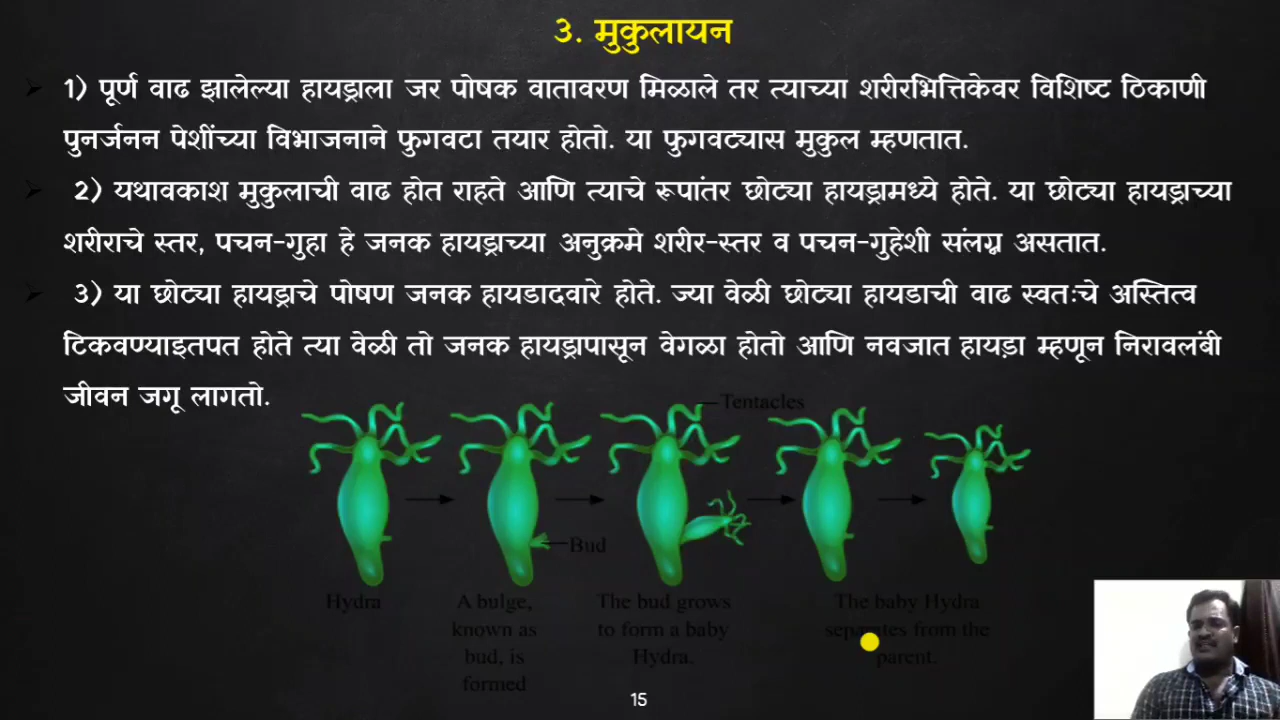 ३. मुकुलायन
1) पूर्ण वाढ झालेल्या हायड्राला जर पोषक वातावरण मिळाले तर त्याच्या शरीरभित्तिकेवर विशिष्ट ठिकाणी
पुनर्जनन पेशींच्या विभाजनाने फुगवटा तयार होतो. या फुगवट्यास मुकुल म्हणतात.
2) यथावकाश मुकुलाची वाढ होत राहते आणि त्याचे रूपांतर छोट्या हायड्रामध्ये होते. या छोट्या हायड्राच्या
शरीराचे स्तर, पचन-गुहा हे जनक हायड्राच्या अनुक्रमे शरीर-स्तर व पचन-गुहेशी संलग्न असतात.
3) या छोट्या हायड्राचे पोषण जनक हायडादवारे होते. ज्या वेळी छोट्या हायडाची वाढ स्वतःचे अस्तित्व
टिकवण्याइतपत होते त्या वेळी तो जनक हायड्रापासून वेगळा होतो आणि नवजात हायड़ा म्हणून निरावलंबी
जीवन जगू लागतो.
Tentacles
Bud
Hydra
A bulge,
known as
bud, is
formed
The bud grows
to form a baby
Hydra.
The baby Hydra
separates from the
parent.
15